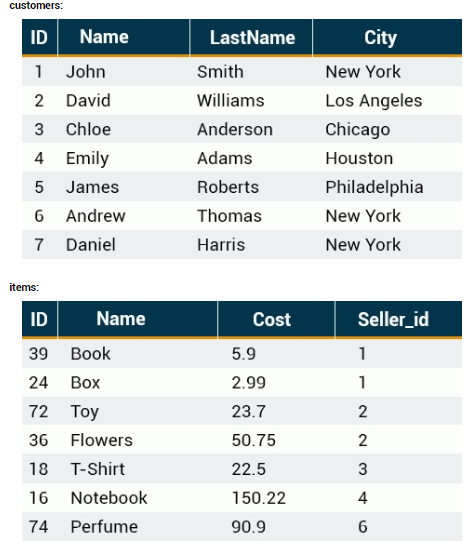 customers:
ID Name LastName City
1 John Smith New York
2 David Williams Los Angeles
3 Chloe Anderson Chicago
4 Emily Adams Houston
5 James Roberts Philadelphia
6 Andrew Thomas New York
7 Daniel Harris New York
items:
ID Name Cost Seller_id
39 Book 5.9 1
24 Box 2.99 1
72 Toy 23.7 2
36 Flowers 50.75 2
18 T-Shirt 22.5 3
16 Notebook 150.22 4
74 Perfume 90.9 6